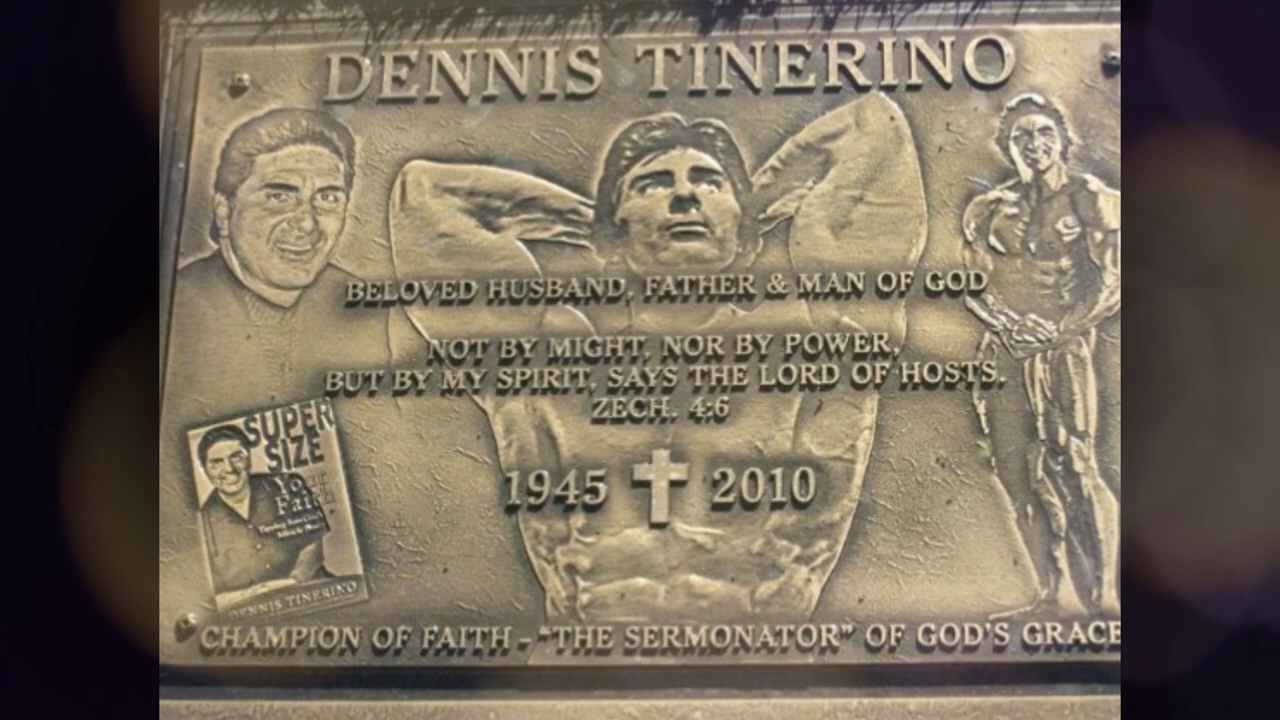 DENNIS TINERINO
BELOVED HUSBAND, FATHER & MAN OF GOD
NOT BY MIGHT, NOR BY POWER,
BUT BY MY SPIRIT, SAYS THE LORD OF HOSTS.
ZECH. 4:6
1945 2010
SUPER
SIZE
Your
Faith
DENNIS TINERINO
CHAMPION OF FAITH - "THE SERMONATOR" OF GOD'S GRACE